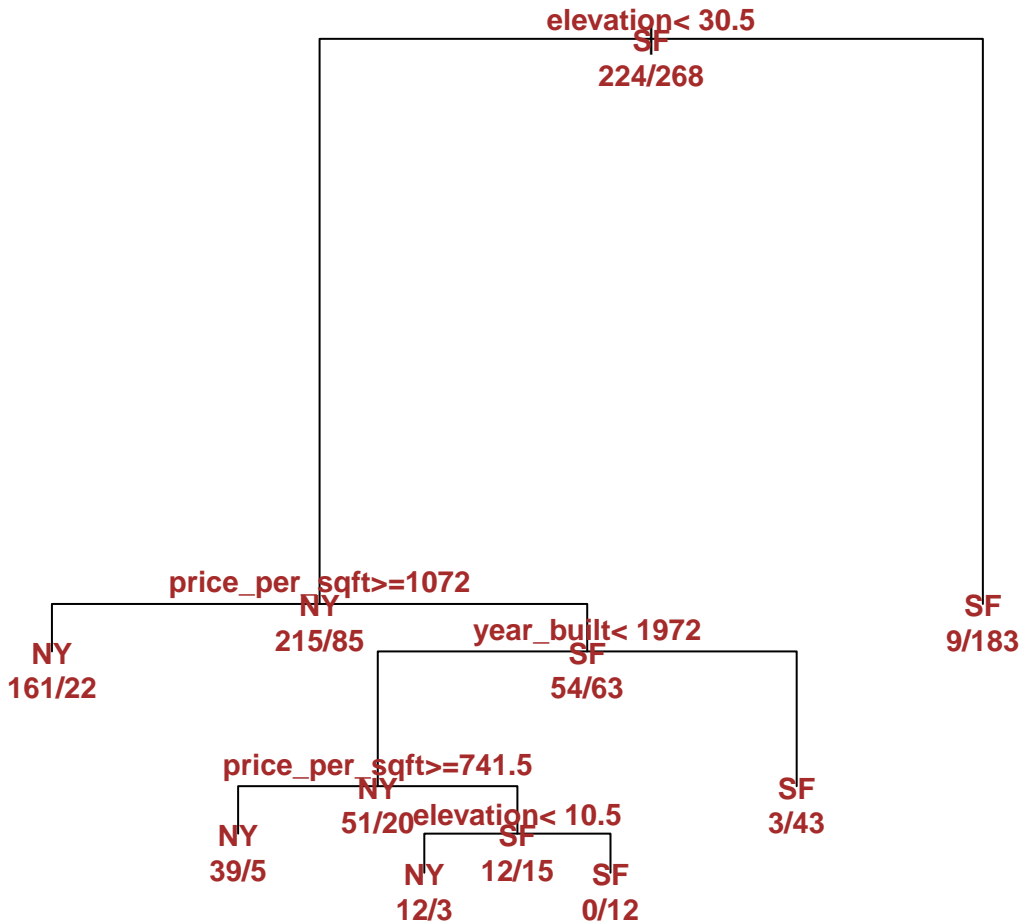 elevation< 30.5
SF
224/268
price_per_sqft>=1072
NY
215/85
SF
9/183
year_built< 1972
NY
161/22
SF
54/63
price_per_sqft>=741.5
NY
51/20
SF
3/43
elevation< 10.5
NY
39/5
SF
12/15
NY
12/3
SF
0/12